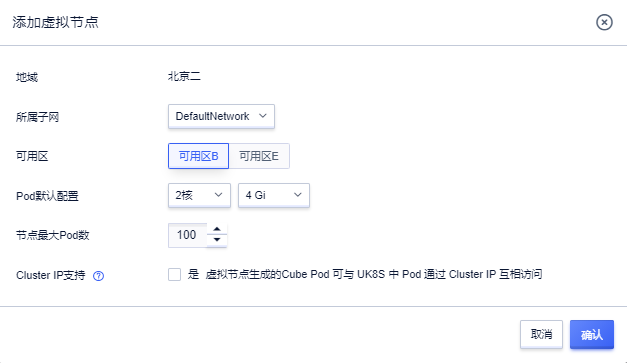 添加虚拟节点
地域 北京二
所属子网 DefaultNetwork
可用区 可用区B 可用区E
Pod默认配置 2核 4 Gi
节点最大Pod数 100
Cluster IP支持 ? 是 虚拟节点生成的Cube Pod 可与 UK8S 中 Pod 通过 Cluster IP 互相访问
取消 确认